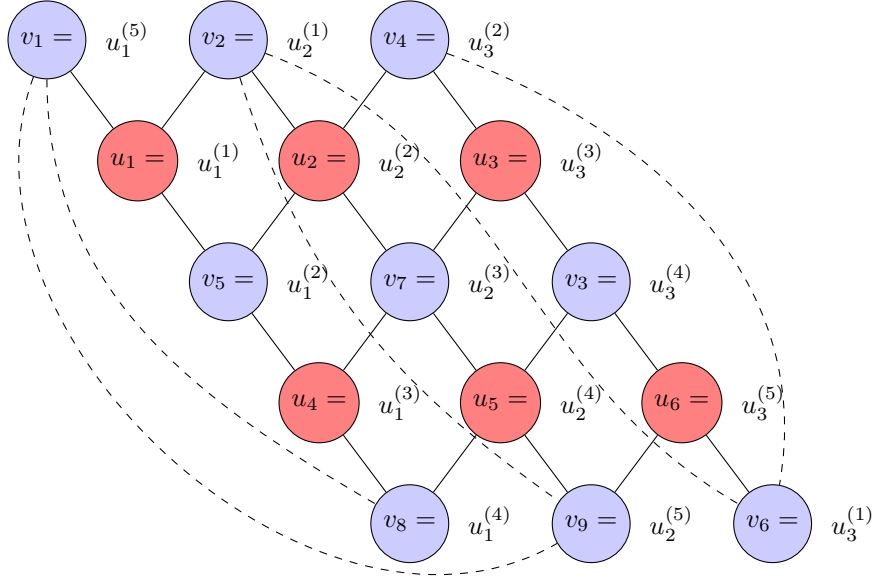 v₁ = u₁⁽⁵⁾ v₂ = u₂⁽¹⁾ v₄ = u₃⁽²⁾
u₁ = u₁⁽¹⁾ u₂ = u₂⁽²⁾ u₃ = u₃⁽³⁾
v₅ = u₁⁽²⁾ v₇ = u₂⁽³⁾ v₃ = u₃⁽⁴⁾
u₄ = u₁⁽³⁾ u₅ = u₂⁽⁴⁾ u₆ = u₃⁽⁵⁾
v₈ = u₁⁽⁴⁾ v₉ = u₂⁽⁵⁾ v₆ = u₃⁽¹⁾